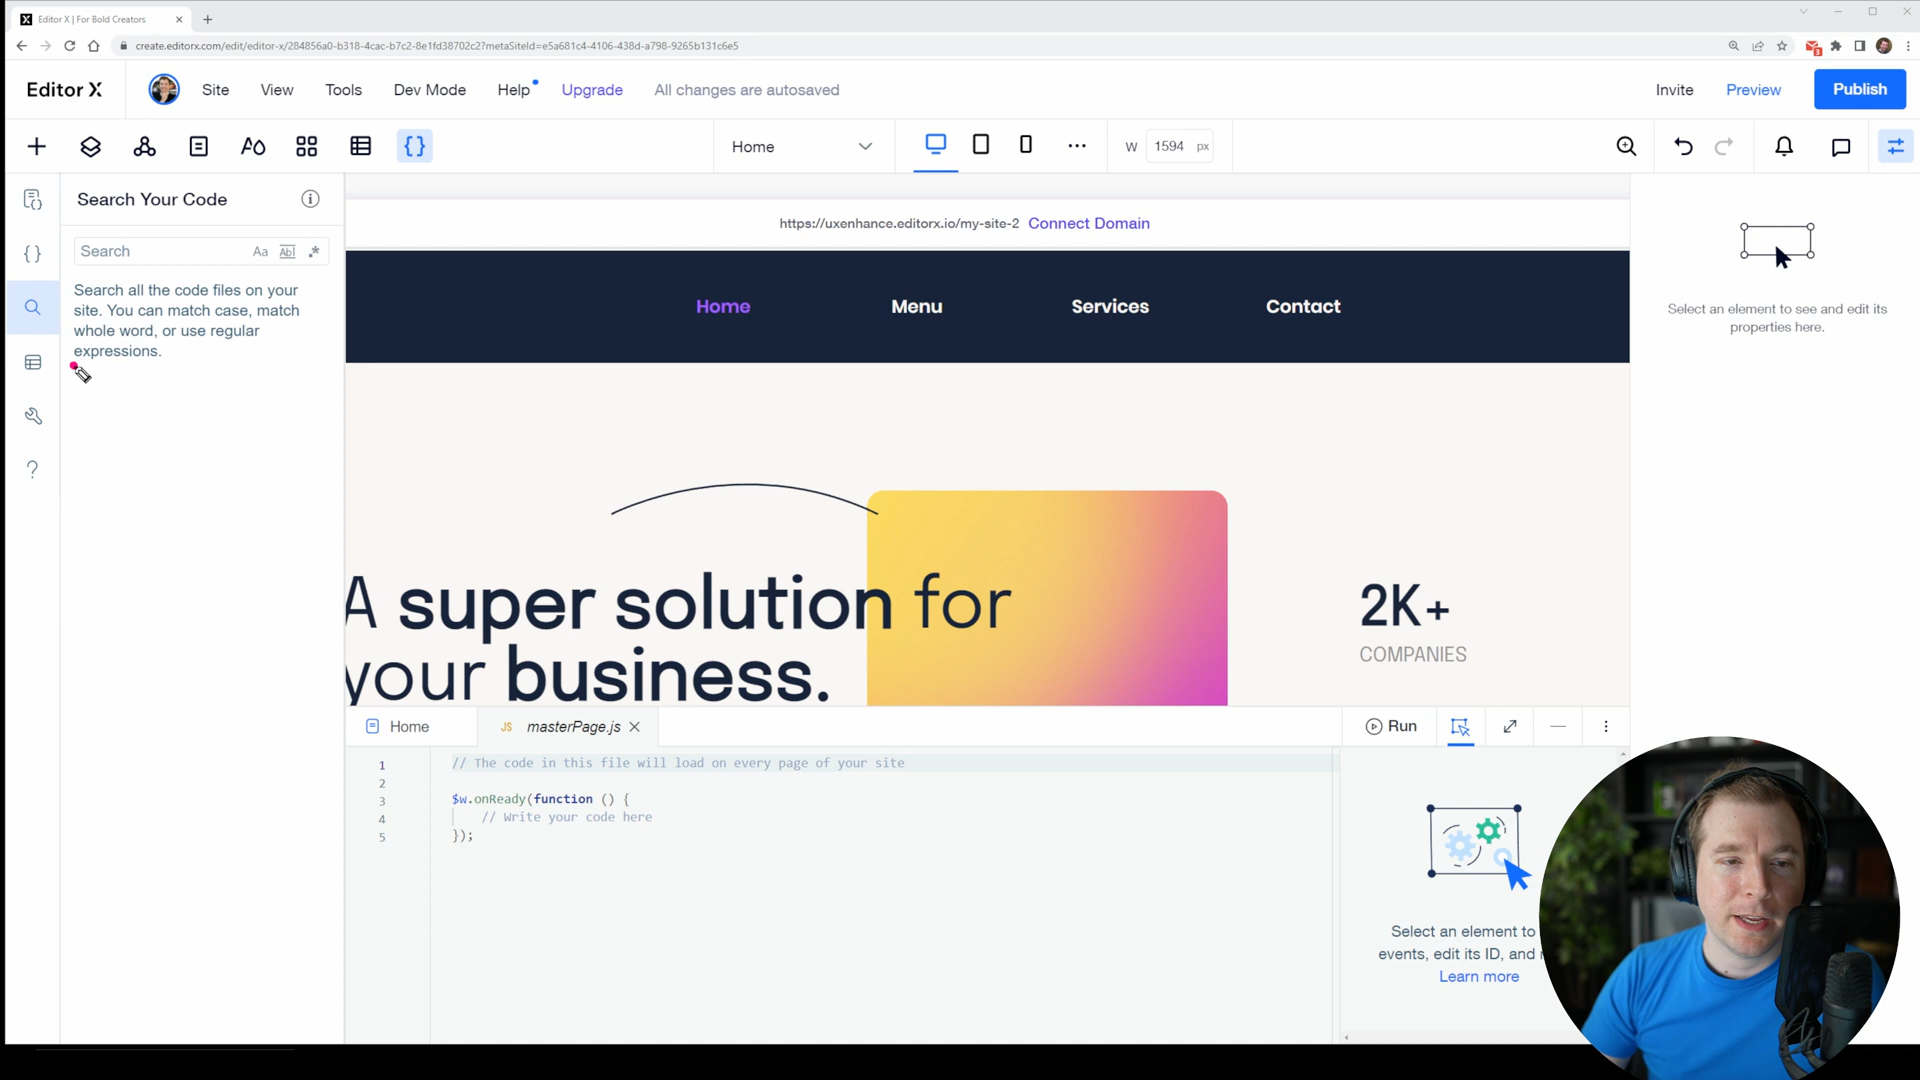 Editor X | For Bold Creators
create.editorx.com/edit/editor-x/284856a0-b318-4cac-b7c2-8e1fd38702c2?metaSiteId=e5a681c4-4106-438d-a798-9265b131c6e5
Editor X Site View Tools Dev Mode Help Upgrade All changes are autosaved Invite Preview Publish
Home W 1594 px
Search Your Code
Search Aa Abl .*
Search all the code files on your
site. You can match case, match
whole word, or use regular
expressions.
https://uxenhance.editorx.io/my-site-2 Connect Domain
Home Menu Services Contact
Select an element to see and edit its
properties here.
A super solution for
your business.
2K+
COMPANIES
Home JS masterPage.js Run
1 // The code in this file will load on every page of your site
2
3 $w.onReady(function () {
4 // Write your code here
5 });
Select an element to
events, edit its ID, and
Learn more